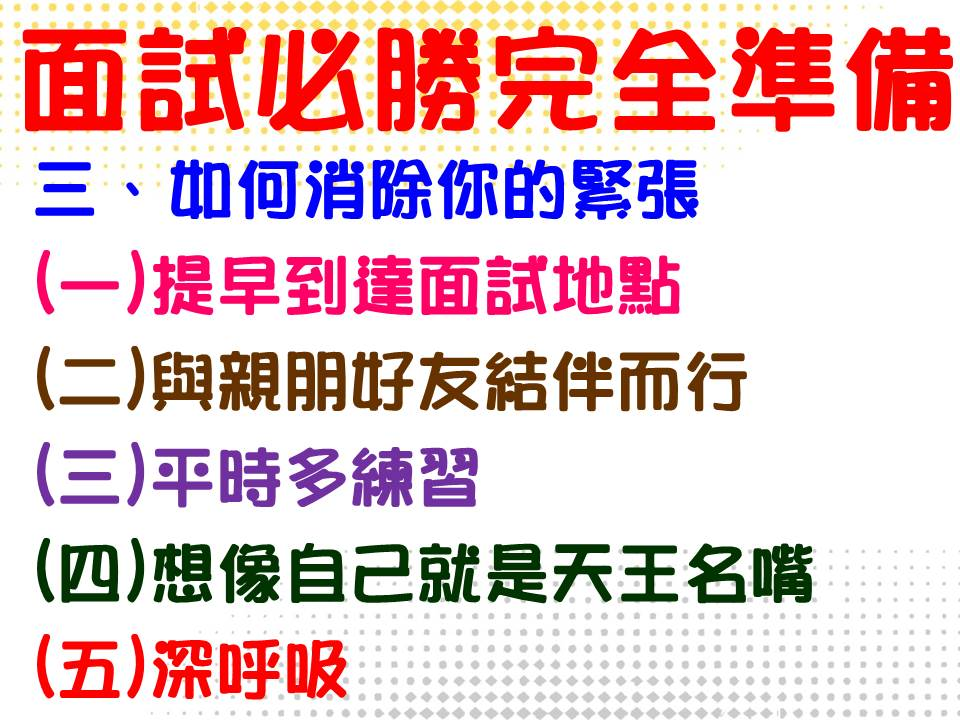 面試必勝完全準備
三、如何消除你的緊張
(一)提早到達面試地點
(二)與親朋好友結伴而行
(三)平時多練習
(四)想像自己就是天王名嘴
(五)深呼吸